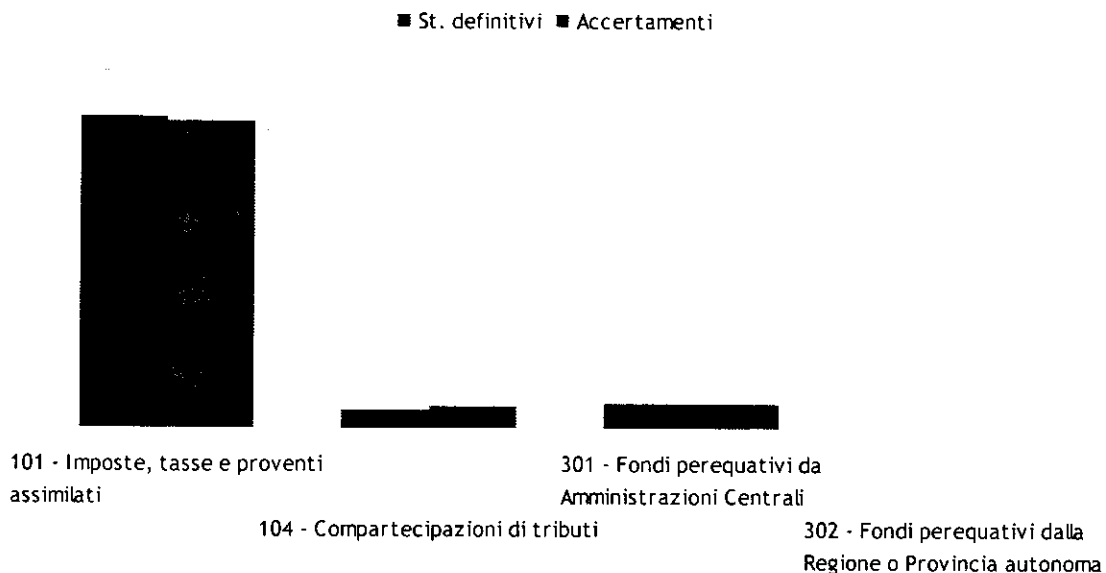 St. definitivi Accertamenti
101 - Imposte, tasse e proventi
assimilati
104 - Compartecipazioni di tributi
301 - Fondi perequativi da
Amministrazioni Centrali
302 - Fondi perequativi dalla
Regione o Provincia autonoma